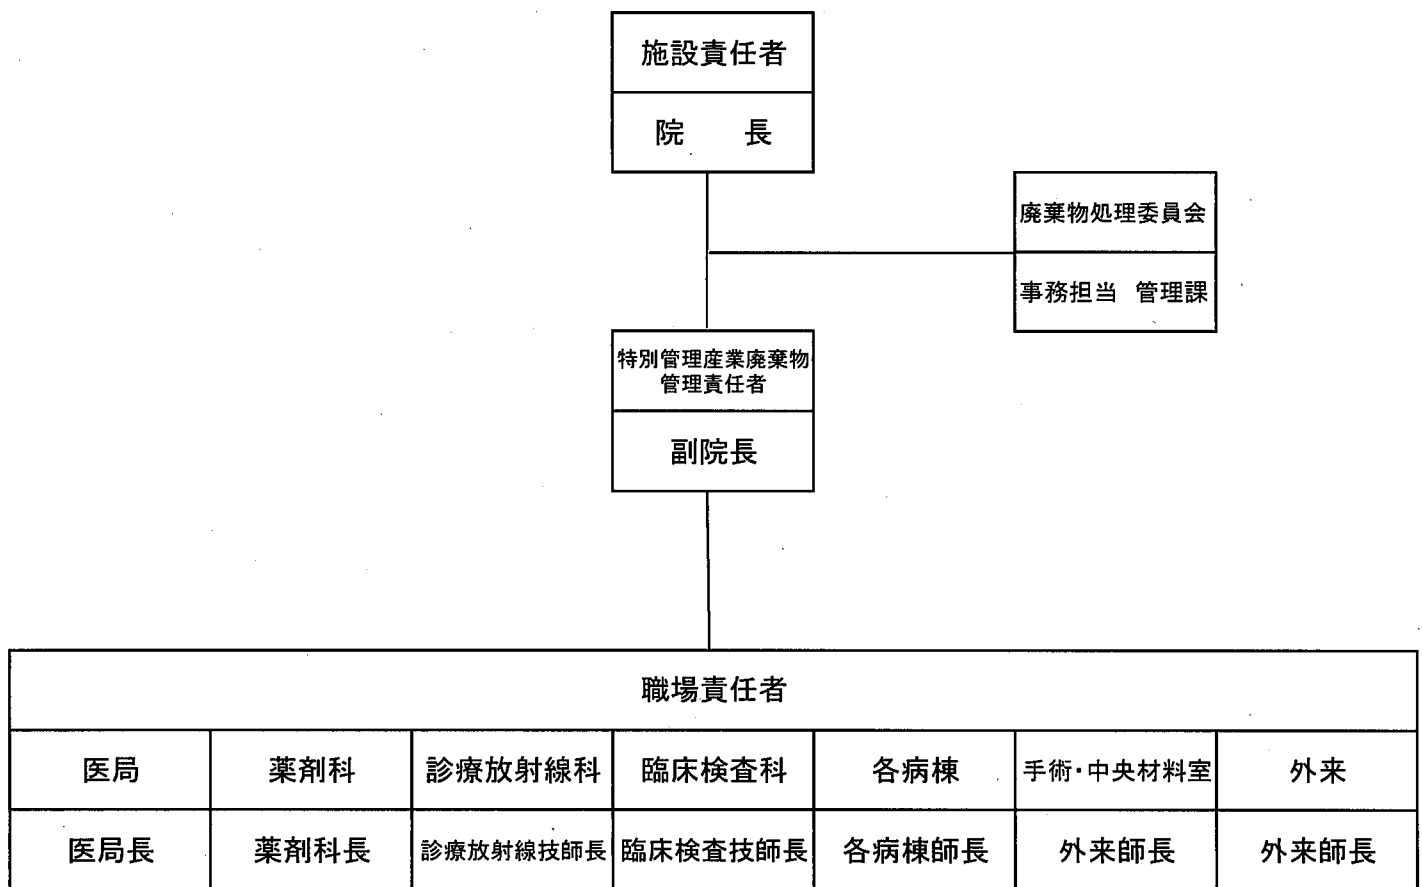 施設責任者
院　　長
廃棄物処理委員会
事務担当 管理課
特別管理産業廃棄物
管理責任者
副院長
職場責任者
医局 薬剤科 診療放射線科 臨床検査科 各病棟 手術・中央材料室 外来
医局長 薬剤科長 診療放射線技師長 臨床検査技師長 各病棟師長 外来師長 外来師長